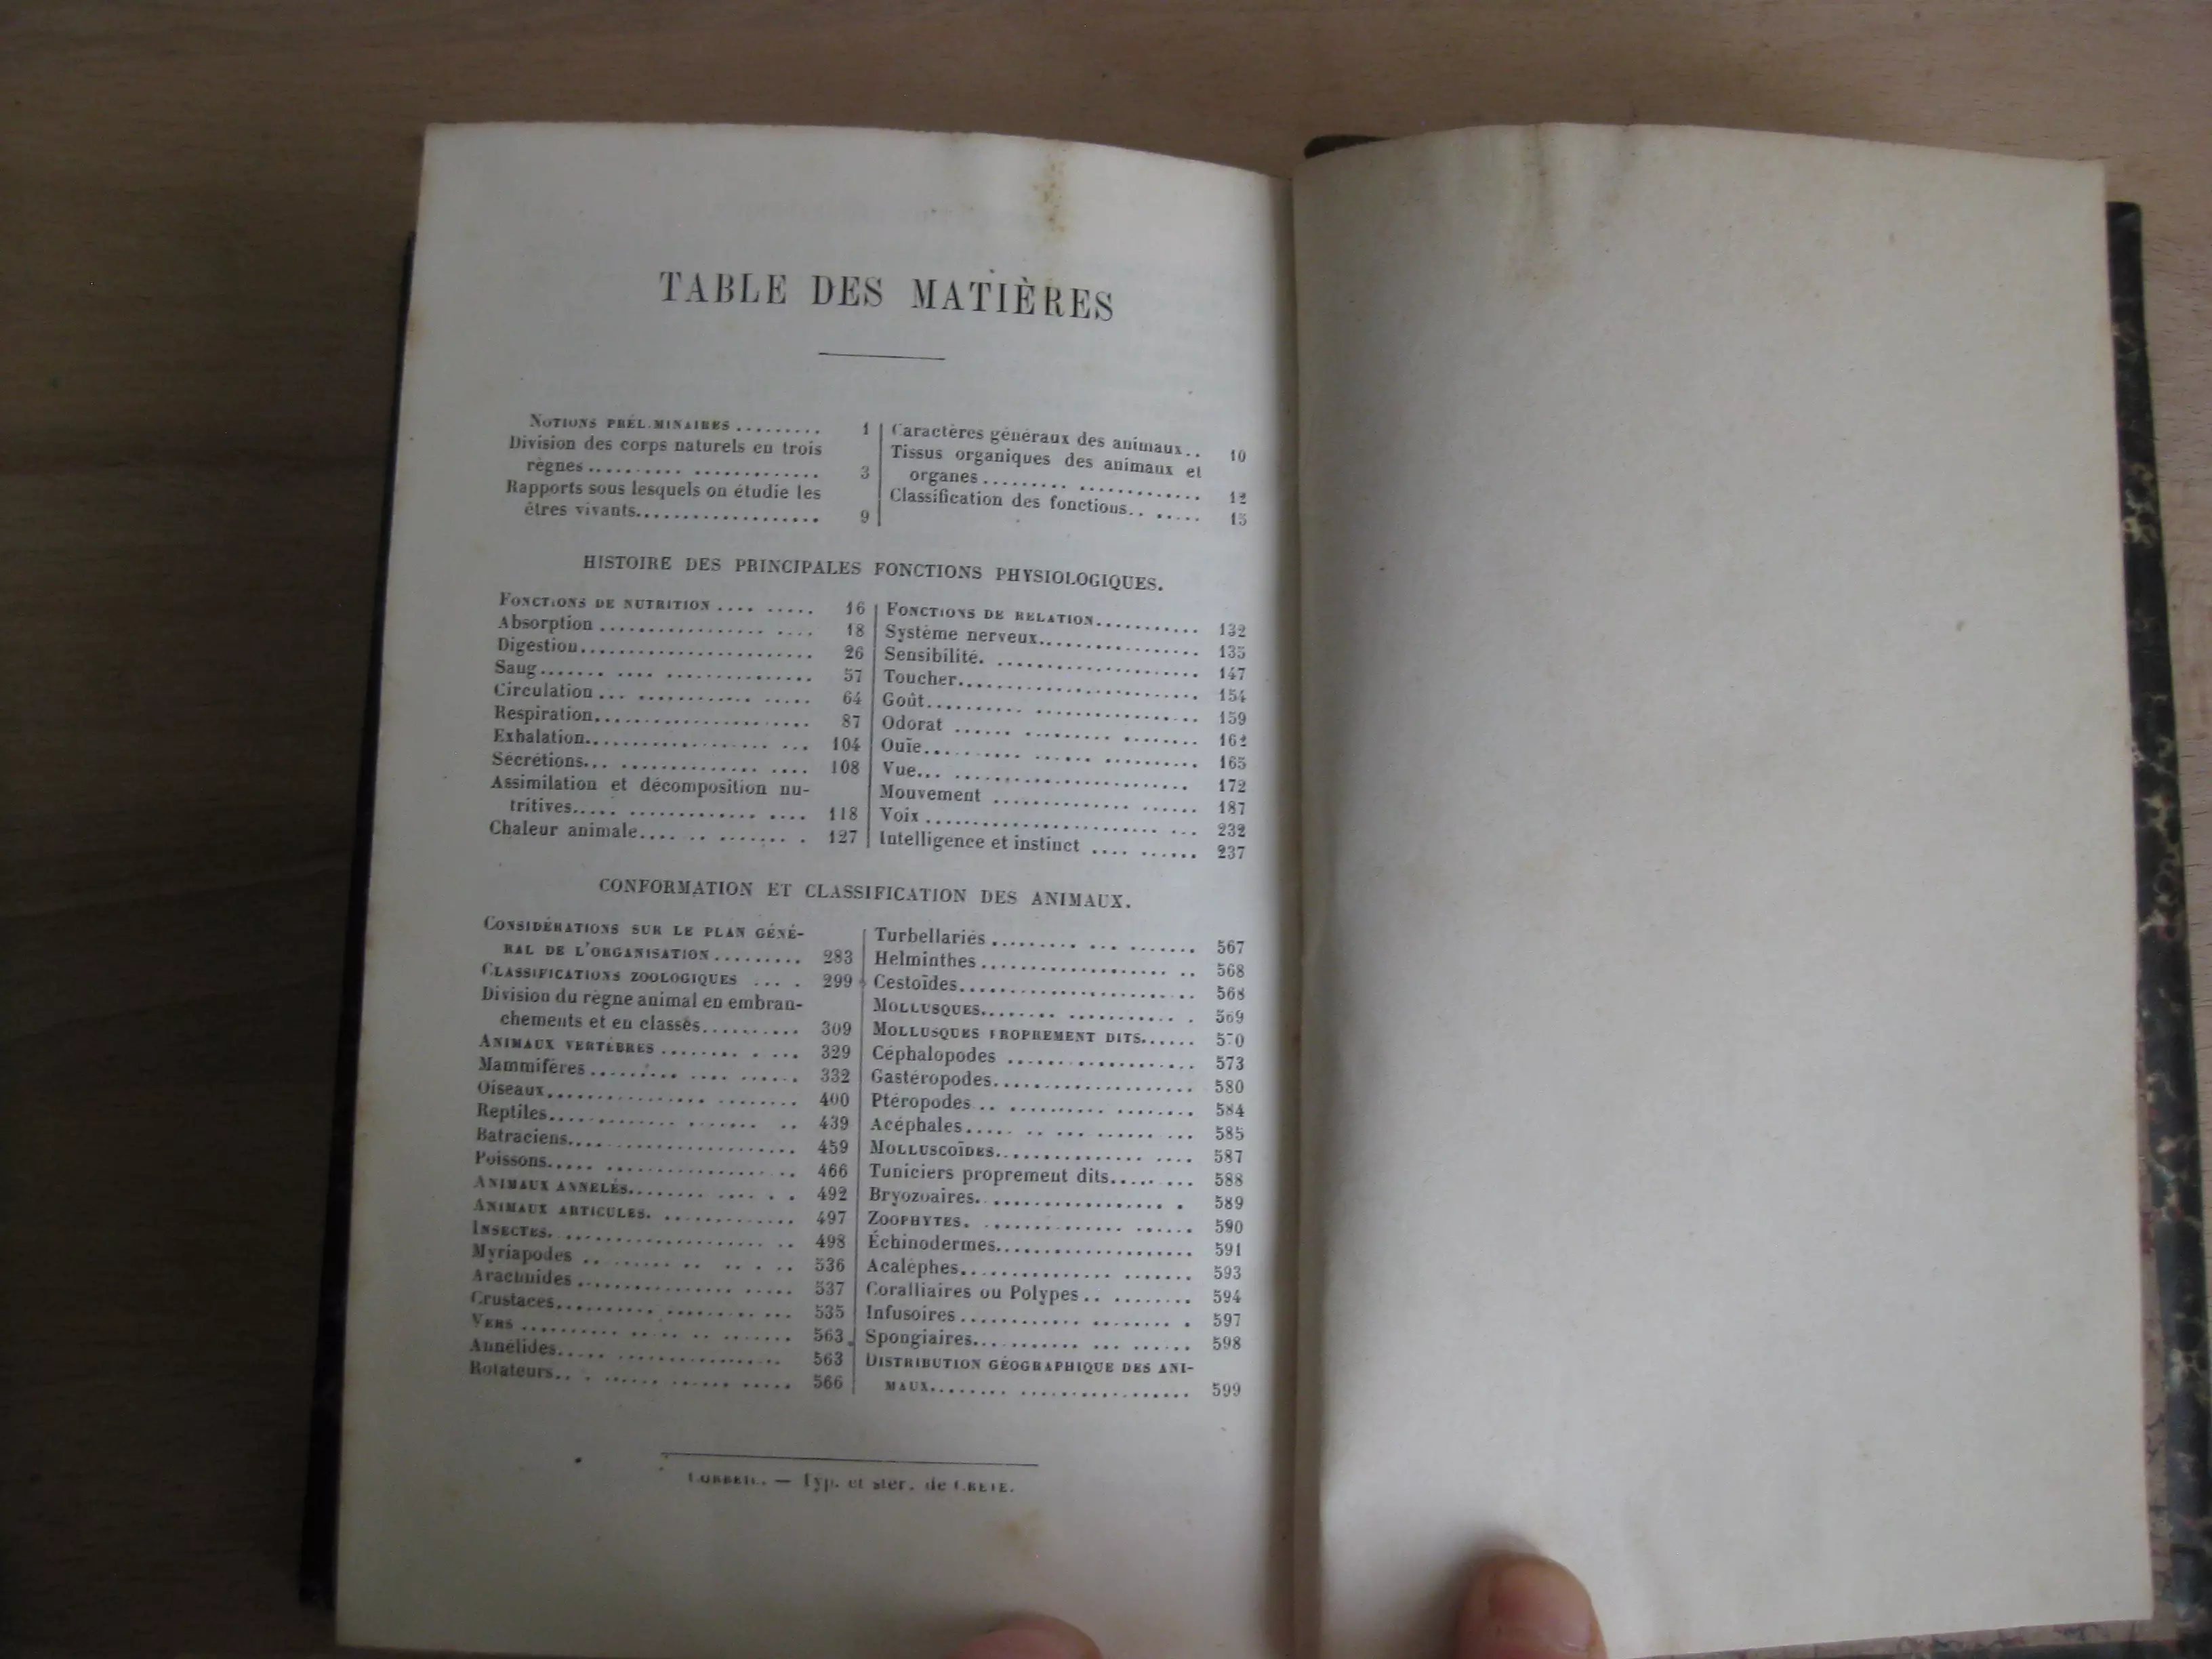 TABLE DES MATIÈRES
NOTIONS PRÉLIMINAIRES ......... 1
Division des corps naturels en trois
règnes ......................... 3
Rapports sous lesquels on étudie les
êtres vivants................... 9
Caractères généraux des animaux.. 10
Tissus organiques des animaux et
organes ...................... 12
Classification des fonctions.. ..... 15
HISTOIRE DES PRINCIPALES FONCTIONS PHYSIOLOGIQUES.
FONCTIONS DE NUTRITION .... ..... 16
Absorption ................. .... 18
Digestion........................ 26
Sang....... .... ............... 57
Circulation ... ............ ..... 64
Respiration...................... 87
Exhalation................... ... 104
Sécrétions... .............. .... 108
Assimilation et décomposition nu-
tritives..... ............. .... 118
Chaleur animale.... .. ....... . 127
FONCTIONS DE RELATION........... 132
Système nerveux................. 135
Sensibilité. ..................... 147
Toucher......................... 154
Goût.......... ................. 159
Odorat ...... ........ ........ 162
Ouïe.......... ...... ........... 165
Vue... ........................ 172
Mouvement .............. ...... 187
Voix ........................ ... 232
Intelligence et instinct .... ...... 237
CONFORMATION ET CLASSIFICATION DES ANIMAUX.
CONSIDÉRATIONS SUR LE PLAN GÉNÉ-
RAL DE L'ORGANISATION ......... 283
CLASSIFICATIONS ZOOLOGIQUES ... . 299
Division du règne animal en embran-
chements et en classes.......... 309
ANIMAUX VERTÉBRÉS ........ . ... 329
Mammifères ......... .... ...... 332
Oiseaux................ ........ 400
Reptiles............. ....... .. 439
Batraciens....................... 459
Poissons..... .................. 466
ANIMAUX ANNELÉS........ .... . . 492
ANIMAUX ARTICULÉS. ............. 497
INSECTES. ..................... .. 498
Myriapodes .. ....... .. .. . .. 536
Arachnides ................ ..... 537
Crustacés.......... ......... ... 535
VERS .......... .. .. .. ....... 563
Annélides..... ................. 563
Rotateurs.. . ...... ...... ..... 566
Turbellariés ......... ... ....... 567
Helminthes ................... .. 568
Cestoïdes........................ 568
MOLLUSQUES........ ........... . 569
MOLLUSQUES PROPREMENT DITS...... 570
Céphalopodes .................... 573
Gastéropodes..................... 580
Ptéropodes .. .......... ........ 584
Acéphales..... .. ... ...... ... 585
MOLLUSCOÏDES............... .... 587
Tuniciers proprement dits..... ... 588
Bryozoaires. .................. . 589
ZOOPHYTES. .............. ...... 590
Échinodermes.................... 591
Acalèphes................ ....... 593
Coralliaires ou Polypes .. ........ 594
Infusoires ............. ........ . 597
Spongiaires............ ... ...... 598
DISTRIBUTION GÉOGRAPHIQUE DES ANI-
MAUX........ .................. 599
CORBEIL. — Typ. et stér. de CRÉTÉ.